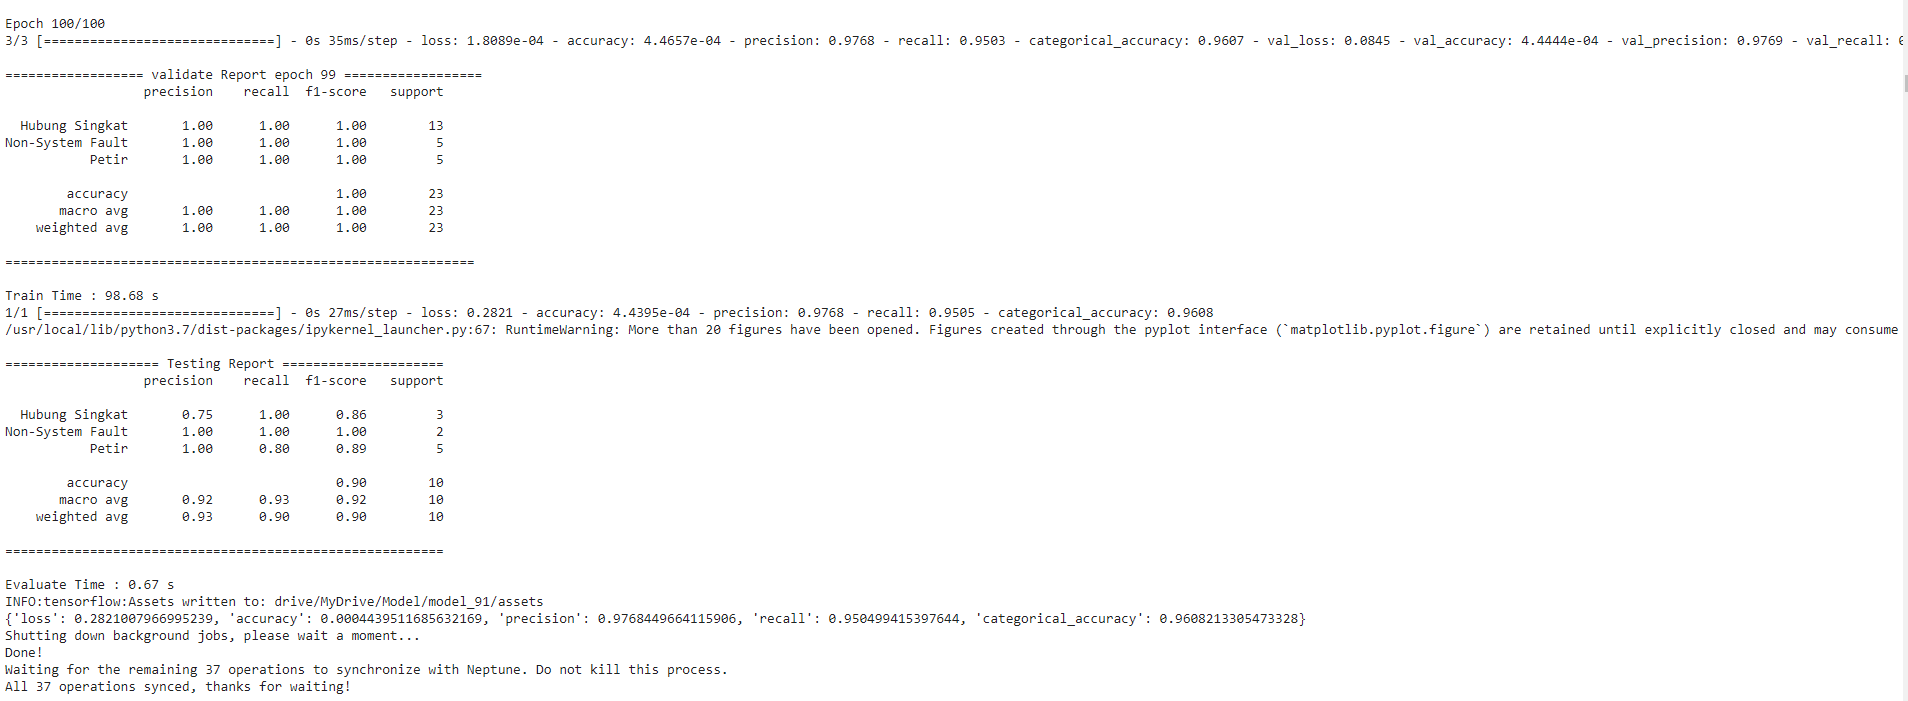 Epoch 100/100
3/3 [==============================] - 0s 35ms/step - loss: 1.8089e-04 - accuracy: 4.4657e-04 - precision: 0.9768 - recall: 0.9503 - categorical_accuracy: 0.9607 - val_loss: 0.0845 - val_accuracy: 4.4444e-04 - val_precision: 0.9769 - val_recall:
================== validate Report epoch 99 ==================
precision recall f1-score support
Hubung Singkat 1.00 1.00 1.00 13
Non-System Fault 1.00 1.00 1.00 5
Petir 1.00 1.00 1.00 5
accuracy 1.00 23
macro avg 1.00 1.00 1.00 23
weighted avg 1.00 1.00 1.00 23
=============================================================
Train Time : 98.68 s
1/1 [==============================] - 0s 27ms/step - loss: 0.2821 - accuracy: 4.4395e-04 - precision: 0.9768 - recall: 0.9505 - categorical_accuracy: 0.9608
/usr/local/lib/python3.7/dist-packages/ipykernel_launcher.py:67: RuntimeWarning: More than 20 figures have been opened. Figures created through the pyplot interface (`matplotlib.pyplot.figure`) are retained until explicitly closed and may consume
==================== Testing Report =====================
precision recall f1-score support
Hubung Singkat 0.75 1.00 0.86 3
Non-System Fault 1.00 1.00 1.00 2
Petir 1.00 0.80 0.89 5
accuracy 0.90 10
macro avg 0.92 0.93 0.92 10
weighted avg 0.93 0.90 0.90 10
=========================================================
Evaluate Time : 0.67 s
INFO:tensorflow:Assets written to: drive/MyDrive/Model/model_91/assets
{'loss': 0.2821007966995239, 'accuracy': 0.0004439511685632169, 'precision': 0.9768449664115906, 'recall': 0.950499415397644, 'categorical_accuracy': 0.9608213305473328}
Shutting down background jobs, please wait a moment...
Done!
Waiting for the remaining 37 operations to synchronize with Neptune. Do not kill this process.
All 37 operations synced, thanks for waiting!